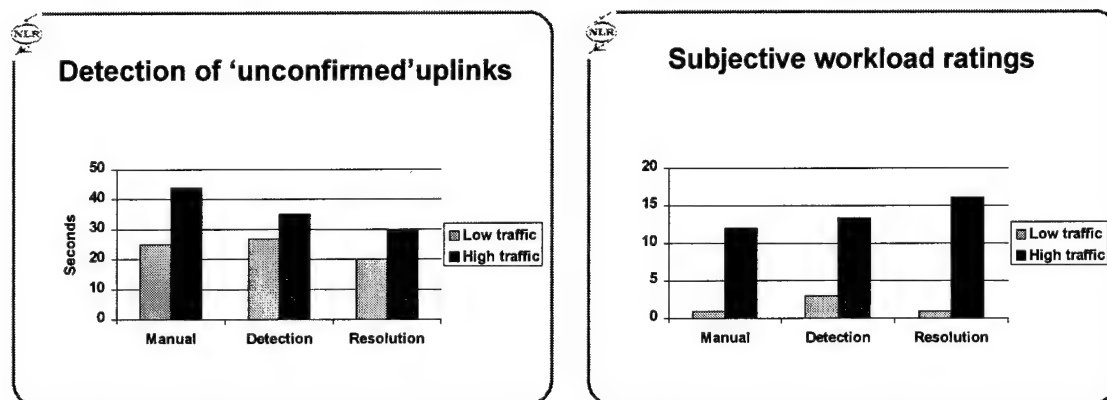 NLR
Detection of 'unconfirmed'uplinks
50
40
30
20
10
0
Seconds
Manual
Detection
Resolution
Low traffic
High traffic
NLR
Subjective workload ratings
20
15
10
5
0
Manual
Detection
Resolution
Low traffic
High traffic